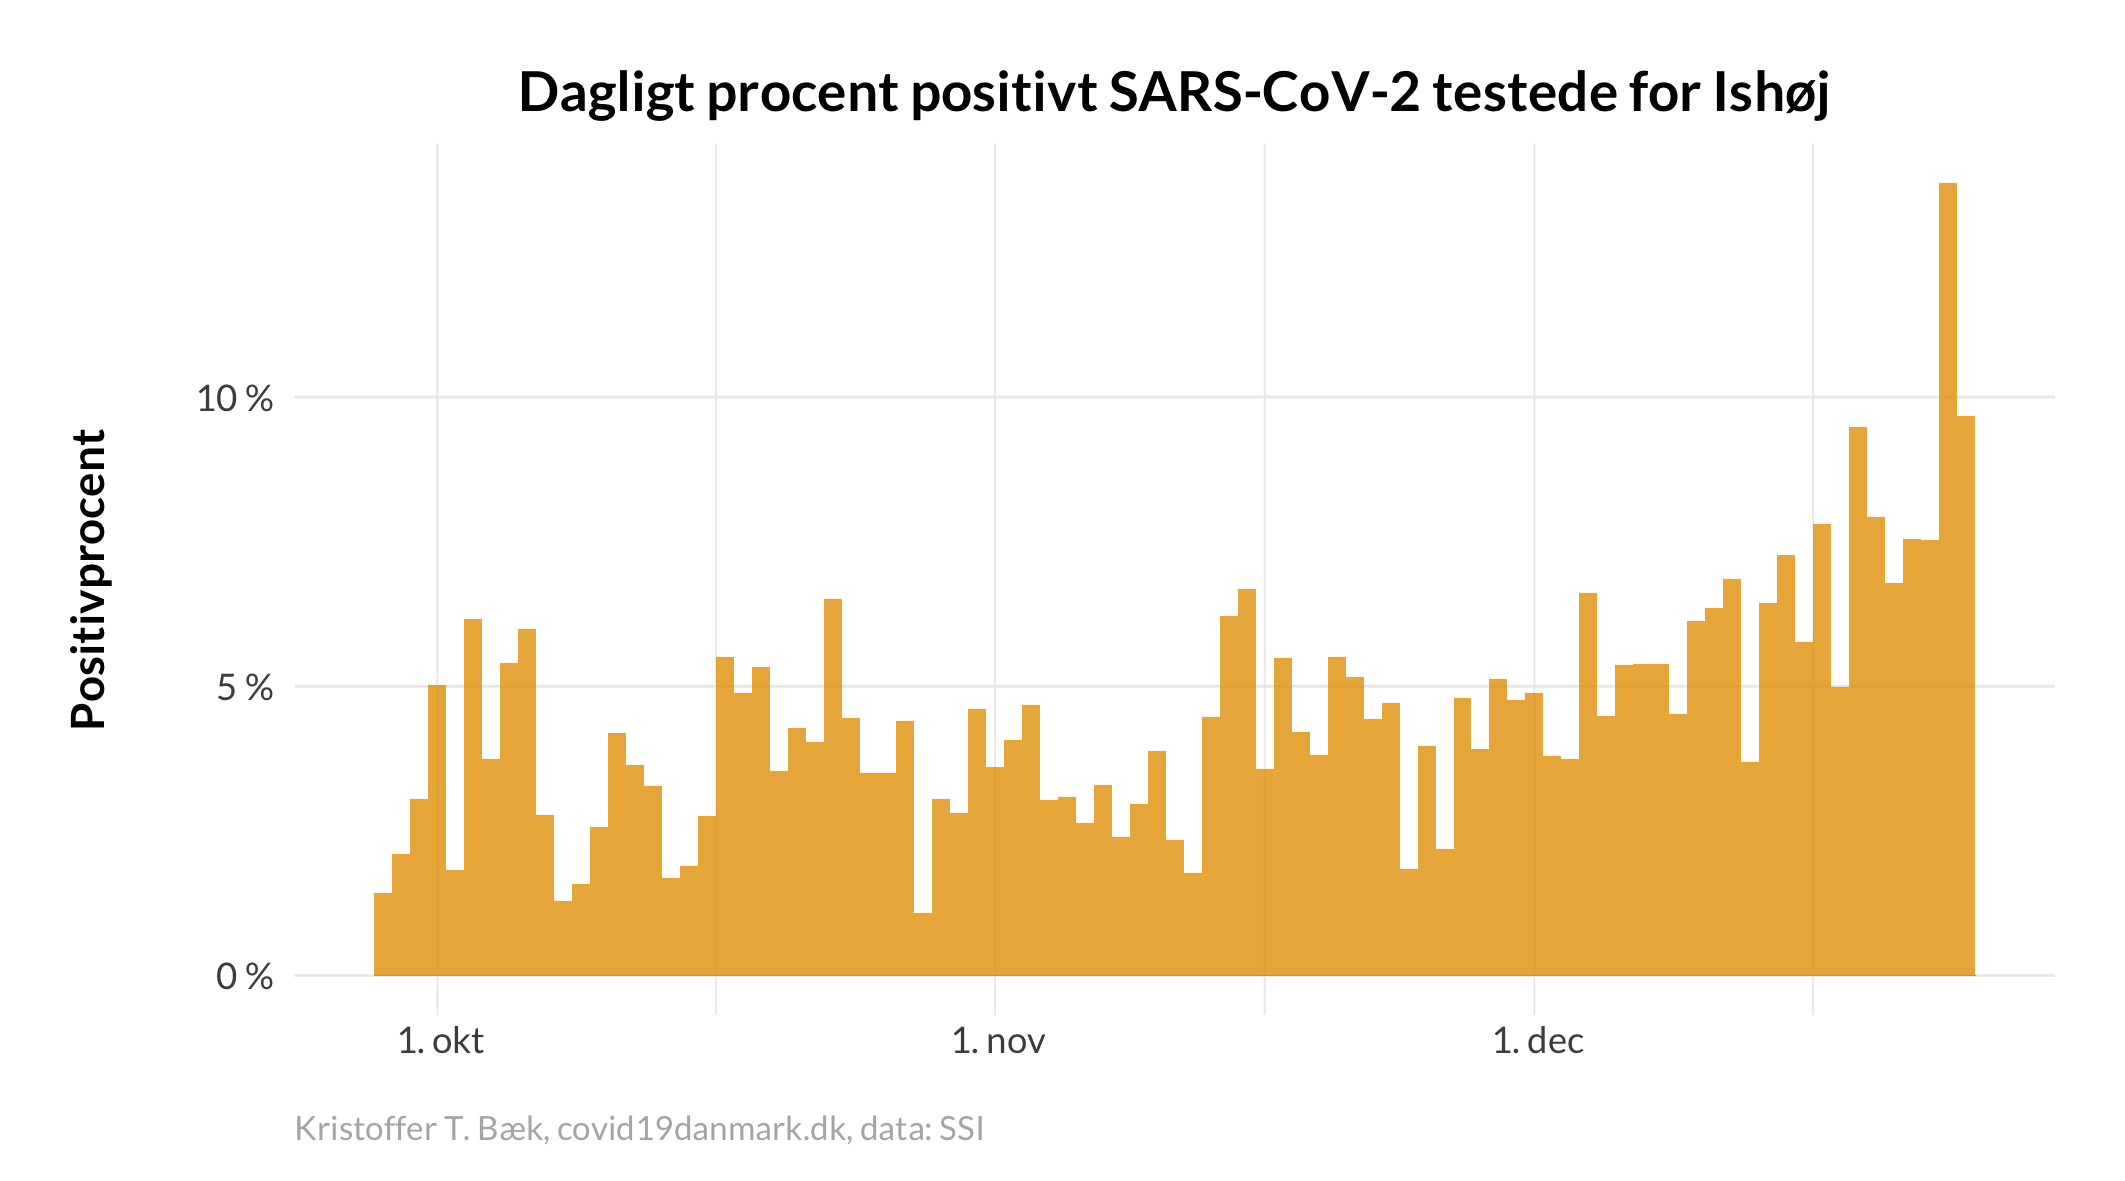 Dagligt procent positivt SARS-CoV-2 testede for Ishøj
Positivprocent
10 %
5 %
0 %
1. okt
1. nov
1. dec
Kristoffer T. Bæk, covid19danmark.dk, data: SSI